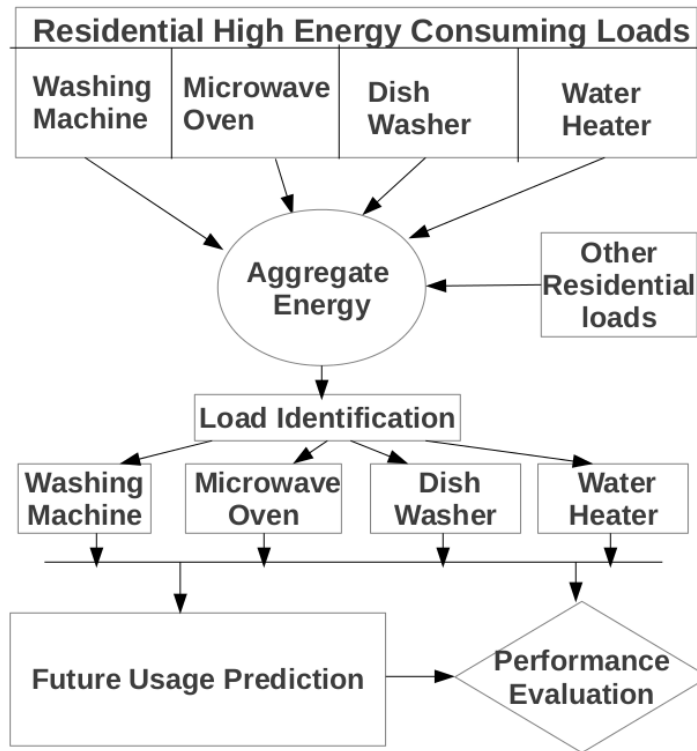 Residential High Energy Consuming Loads
Washing
Machine
Microwave
Oven
Dish
Washer
Water
Heater
Aggregate
Energy
Other
Residential
loads
Load Identification
Washing
Machine
Microwave
Oven
Dish
Washer
Water
Heater
Future Usage Prediction
Performance
Evaluation